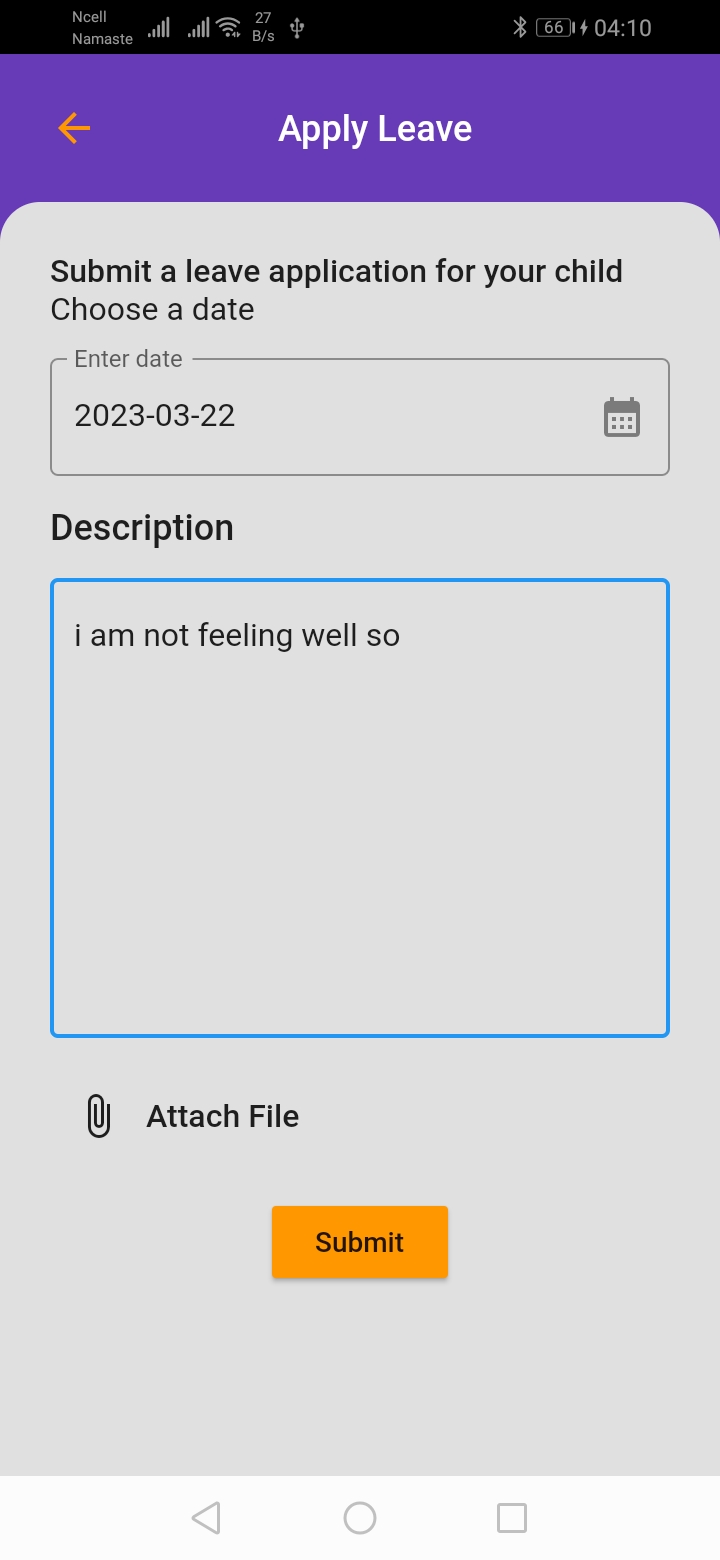 Ncell
Namaste
27
B/s
66
04:10
Apply Leave
Submit a leave application for your child
Choose a date
Enter date
2023-03-22
Description
i am not feeling well so
Attach File
Submit